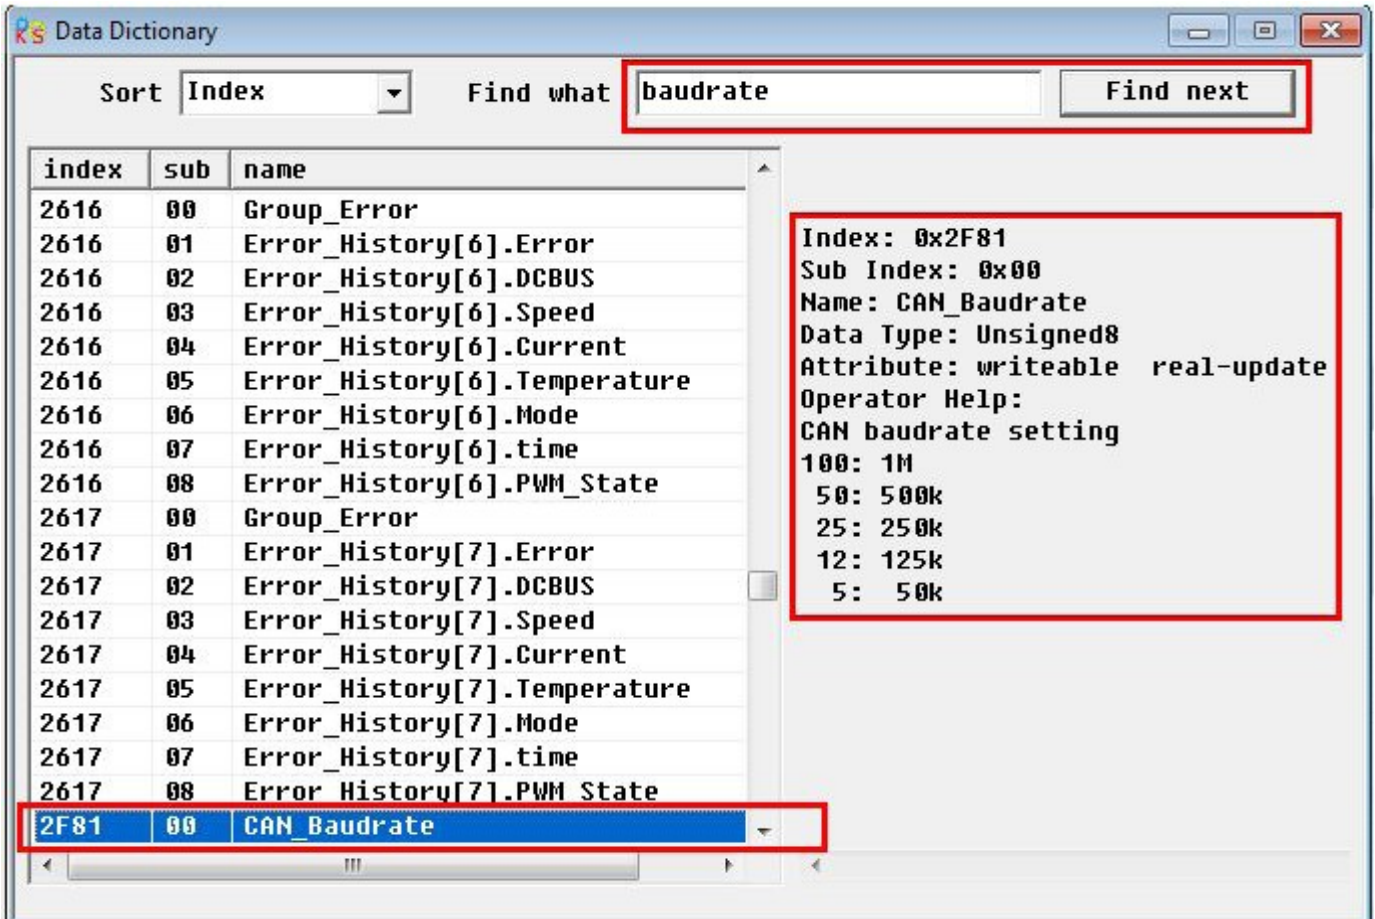 Data Dictionary
Sort Index Find what baudrate Find next
index sub name
2616 00 Group_Error
2616 01 Error_History[6].Error
2616 02 Error_History[6].DCBUS
2616 03 Error_History[6].Speed
2616 04 Error_History[6].Current
2616 05 Error_History[6].Temperature
2616 06 Error_History[6].Mode
2616 07 Error_History[6].time
2616 08 Error_History[6].PWM_State
2617 00 Group_Error
2617 01 Error_History[7].Error
2617 02 Error_History[7].DCBUS
2617 03 Error_History[7].Speed
2617 04 Error_History[7].Current
2617 05 Error_History[7].Temperature
2617 06 Error_History[7].Mode
2617 07 Error_History[7].time
2617 08 Error_History[7].PWM_State
2F81 00 CAN_Baudrate
Index: 0x2F81
Sub Index: 0x00
Name: CAN_Baudrate
Data Type: Unsigned8
Attribute: writeable real-update
Operator Help:
CAN baudrate setting
100: 1M
50: 500k
25: 250k
12: 125k
5: 50k